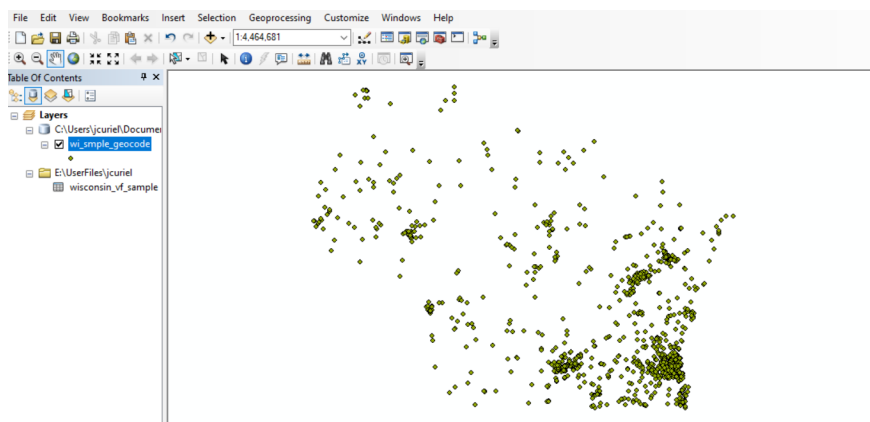 File Edit View Bookmarks Insert Selection Geoprocessing Customize Windows Help
1:4,464,681
Table Of Contents
Layers
C:\Users\jcuriel\Docume
wi_smple_geocode
E:\UserFiles\jcuriel
wisconsin_vf_sample